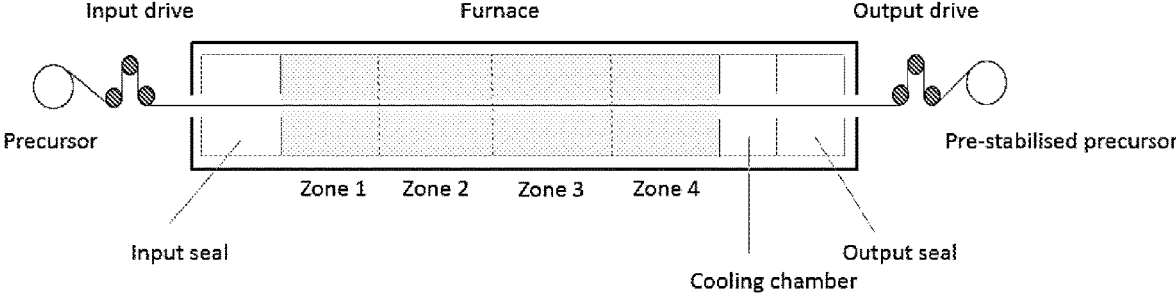 Input drive
Furnace
Output drive
Precursor
Pre-stabilised precursor
Zone 1
Zone 2
Zone 3
Zone 4
Input seal
Output seal
Cooling chamber